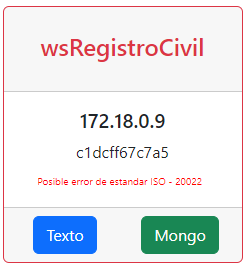 wsRegistroCivil
172.18.0.9
c1dcff67c7a5
Posible error de estandar ISO - 20022
Texto Mongo